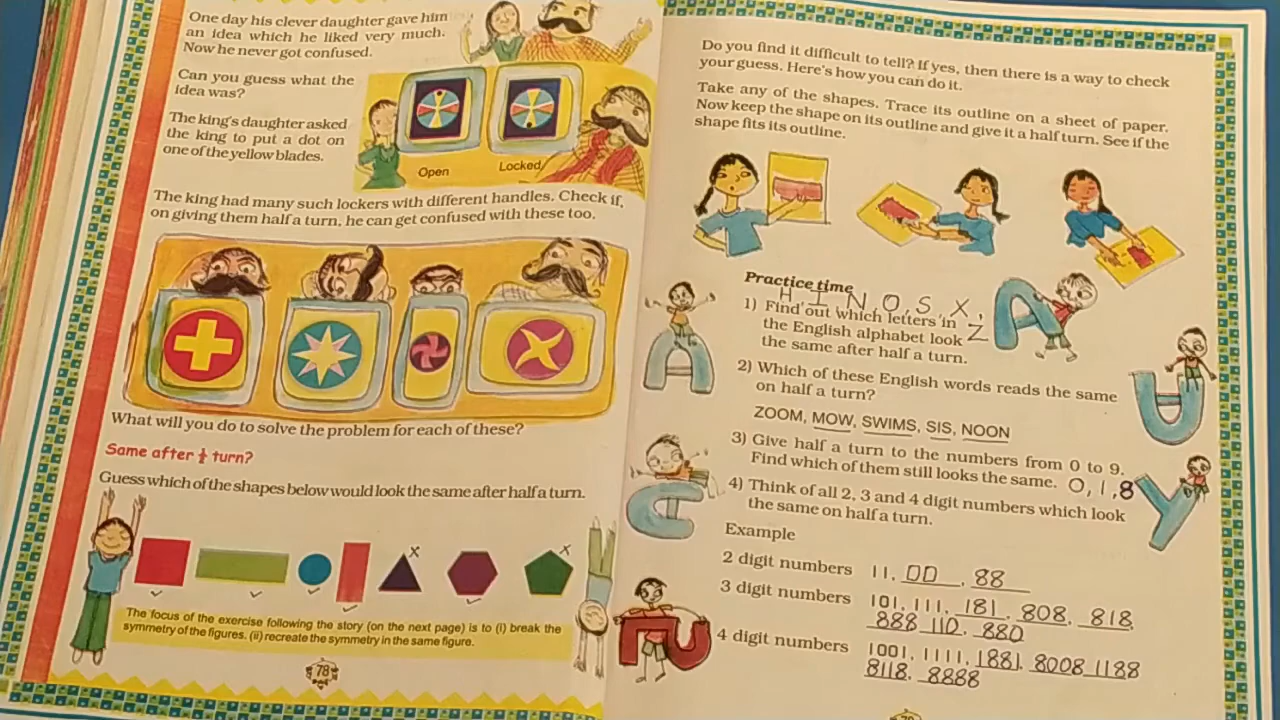 One day his clever daughter gave him
an idea which he liked very much.
Now he never got confused.
Can you guess what the
idea was?
The king's daughter asked
the king to put a dot on
one of the yellow blades.
Open
Locked
The king had many such lockers with different handles. Check if,
on giving them half a turn, he can get confused with these too.
What will you do to solve the problem for each of these?
Same after ½ turn?
Guess which of the shapes below would look the same after half a turn.
The focus of the exercise following the story (on the next page) is to (i) break the
symmetry of the figures. (ii) recreate the symmetry in the same figure.
78
Do you find it difficult to tell? If yes, then there is a way to check
your guess. Here's how you can do it.
Take any of the shapes. Trace its outline on a sheet of paper.
Now keep the shape on its outline and give it a half turn. See if the
shape fits its outline.
Practice time
H I N, O, S, X,
1) Find out which letters in Z
the English alphabet look
the same after half a turn.
2) Which of these English words reads the same
on half a turn?
ZOOM, MOW, SWIMS, SIS, NOON
3) Give half a turn to the numbers from 0 to 9.
Find which of them still looks the same. 0, 1, 8
4) Think of all 2, 3 and 4 digit numbers which look
the same on half a turn.
Example
2 digit numbers 11, 00, 88
3 digit numbers 101, 111, 181, 808, 818,
888 110, 880
4 digit numbers 1001, 1111, 1881, 8008 1188
8118, 8888